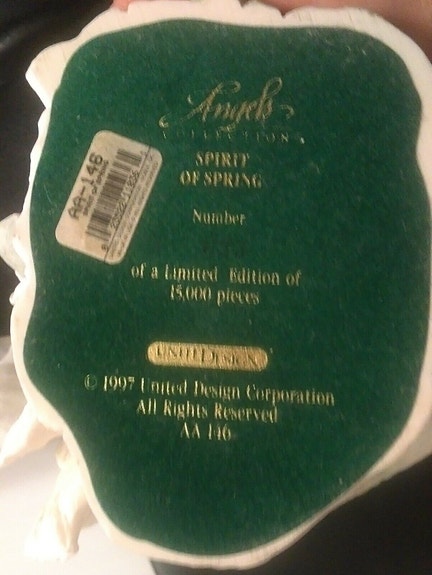 Angels
COLLECTION
SPIRIT
OF SPRING
Number
of a Limited Edition of
15,000 pieces
UNITED DESIGN
© 1997 United Design Corporation
All Rights Reserved
AA 146
AA-146